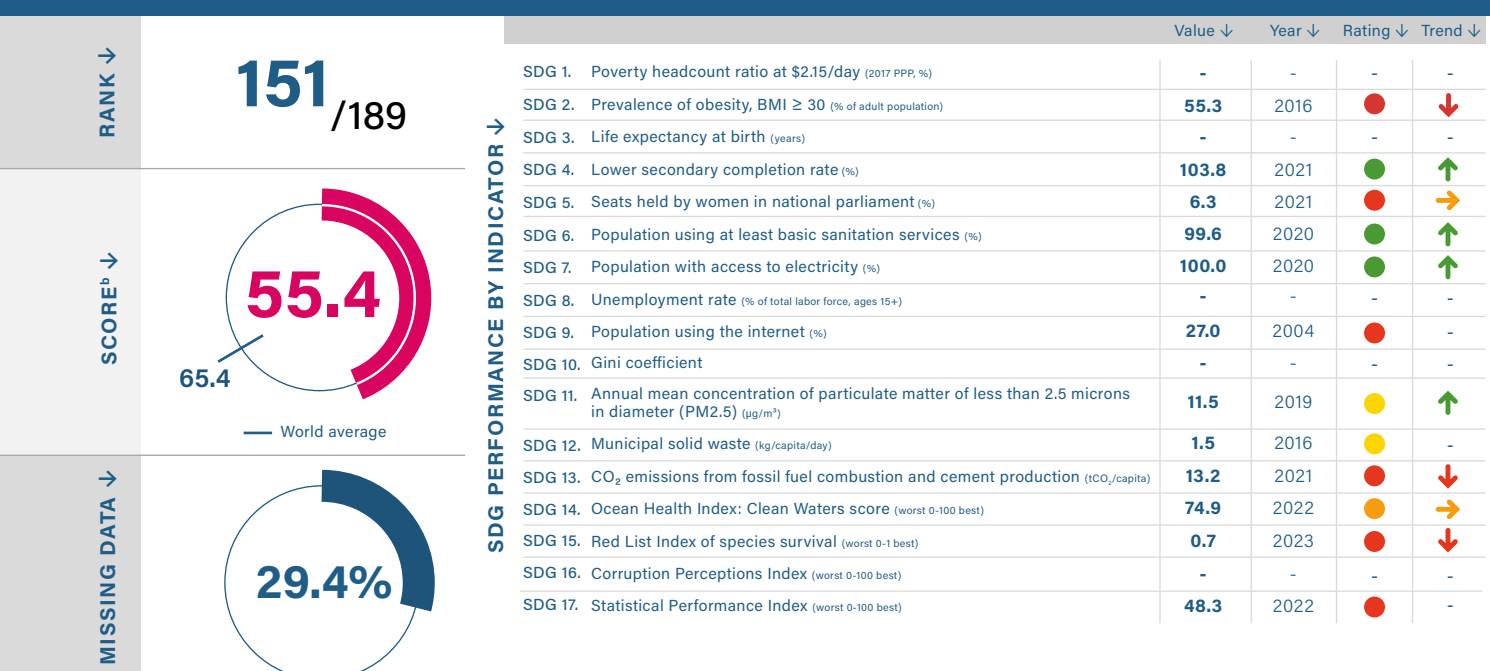 RANK →
151/189
SCOREᵇ →
55.4
65.4
— World average
MISSING DATA →
29.4%
SDG PERFORMANCE BY INDICATOR →
Value ↓ Year ↓ Rating ↓ Trend ↓
SDG 1. Poverty headcount ratio at $2.15/day (2017 PPP, %) - - - -
SDG 2. Prevalence of obesity, BMI ≥ 30 (% of adult population) 55.3 2016 ↓
SDG 3. Life expectancy at birth (years) - - - -
SDG 4. Lower secondary completion rate (%) 103.8 2021 ↑
SDG 5. Seats held by women in national parliament (%) 6.3 2021 →
SDG 6. Population using at least basic sanitation services (%) 99.6 2020 ↑
SDG 7. Population with access to electricity (%) 100.0 2020 ↑
SDG 8. Unemployment rate (% of total labor force, ages 15+) - - - -
SDG 9. Population using the internet (%) 27.0 2004 -
SDG 10. Gini coefficient - - - -
SDG 11. Annual mean concentration of particulate matter of less than 2.5 microns
in diameter (PM2.5) (µg/m³) 11.5 2019 ↑
SDG 12. Municipal solid waste (kg/capita/day) 1.5 2016 -
SDG 13. CO₂ emissions from fossil fuel combustion and cement production (tCO₂/capita) 13.2 2021 ↓
SDG 14. Ocean Health Index: Clean Waters score (worst 0-100 best) 74.9 2022 →
SDG 15. Red List Index of species survival (worst 0-1 best) 0.7 2023 ↓
SDG 16. Corruption Perceptions Index (worst 0-100 best) - - - -
SDG 17. Statistical Performance Index (worst 0-100 best) 48.3 2022 -